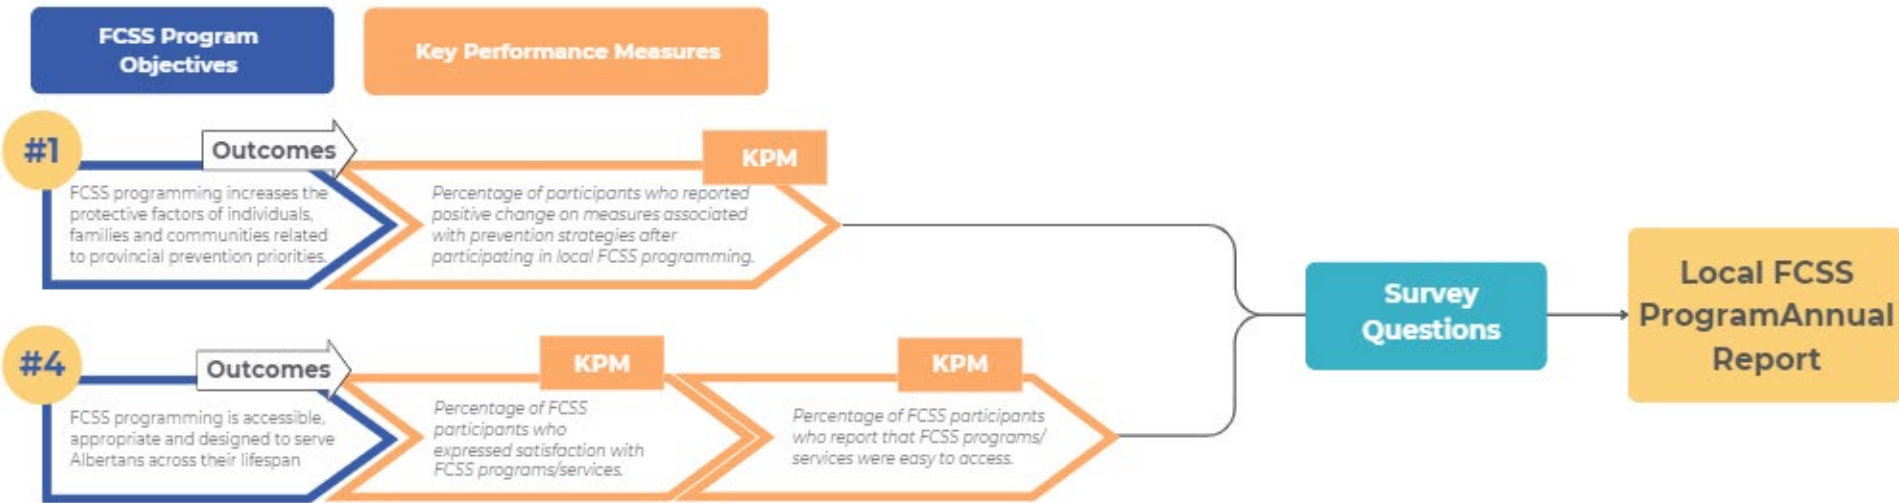 FCSS Program
Objectives
Key Performance Measures
#1
Outcomes
FCSS programming increases the
protective factors of individuals,
families and communities related
to provincial prevention priorities.
KPM
Percentage of participants who reported
positive change on measures associated
with prevention strategies after
participating in local FCSS programming.
#4
Outcomes
FCSS programming is accessible,
appropriate and designed to serve
Albertans across their lifespan
KPM
Percentage of FCSS
participants who
expressed satisfaction with
FCSS programs/services.
KPM
Percentage of FCSS participants
who report that FCSS programs/
services were easy to access.
Survey
Questions
Local FCSS
ProgramAnnual
Report